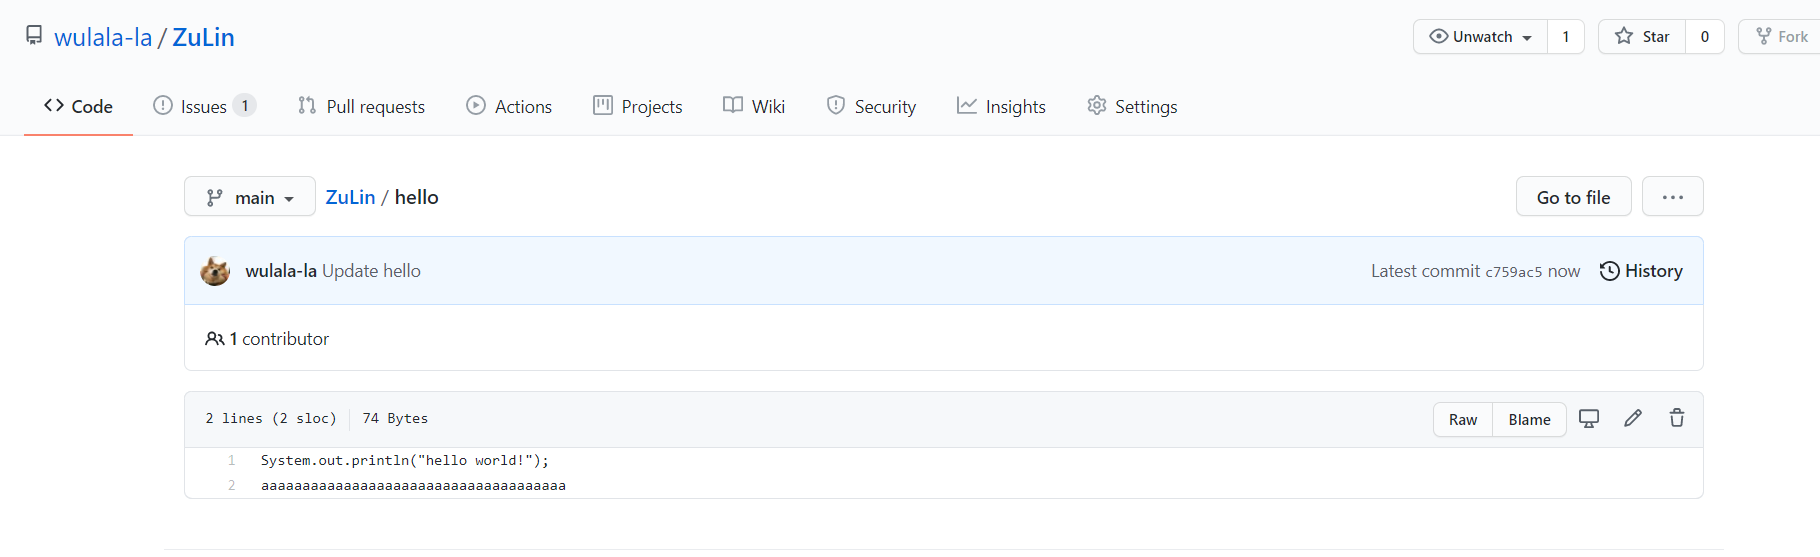 wulala-la / ZuLin
Unwatch 1 Star 0 Fork
Code Issues 1 Pull requests Actions Projects Wiki Security Insights Settings
main ZuLin / hello Go to file ...
wulala-la Update hello Latest commit c759ac5 now History
1 contributor
2 lines (2 sloc) 74 Bytes Raw Blame
1 System.out.println("hello world!");
2 aaaaaaaaaaaaaaaaaaaaaaaaaaaaaaaaaaaaa